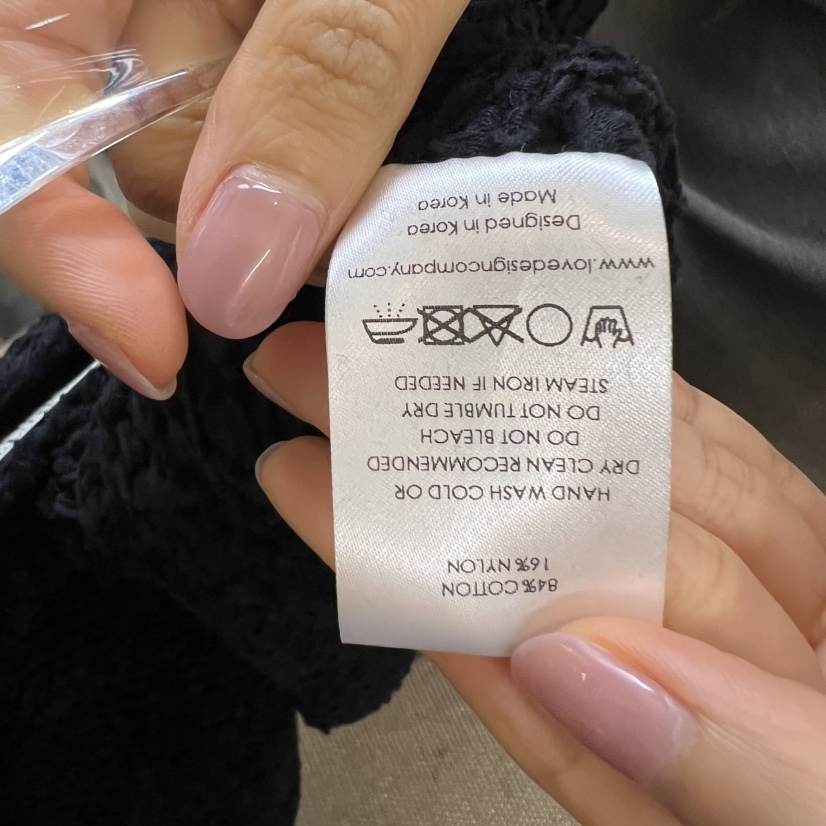 84% COTTON
16% NYLON
HAND WASH COLD OR
DRY CLEAN RECOMMENDED
DO NOT BLEACH
DO NOT TUMBLE DRY
STEAM IRON IF NEEDED
www.lovedesigncompany.com
Designed in Korea
Made in Korea